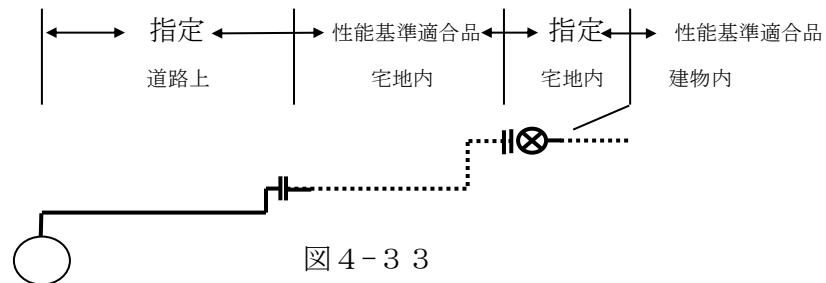 指定 性能基準適合品 指定 性能基準適合品
道路上 宅地内 宅地内 建物内
図4-33